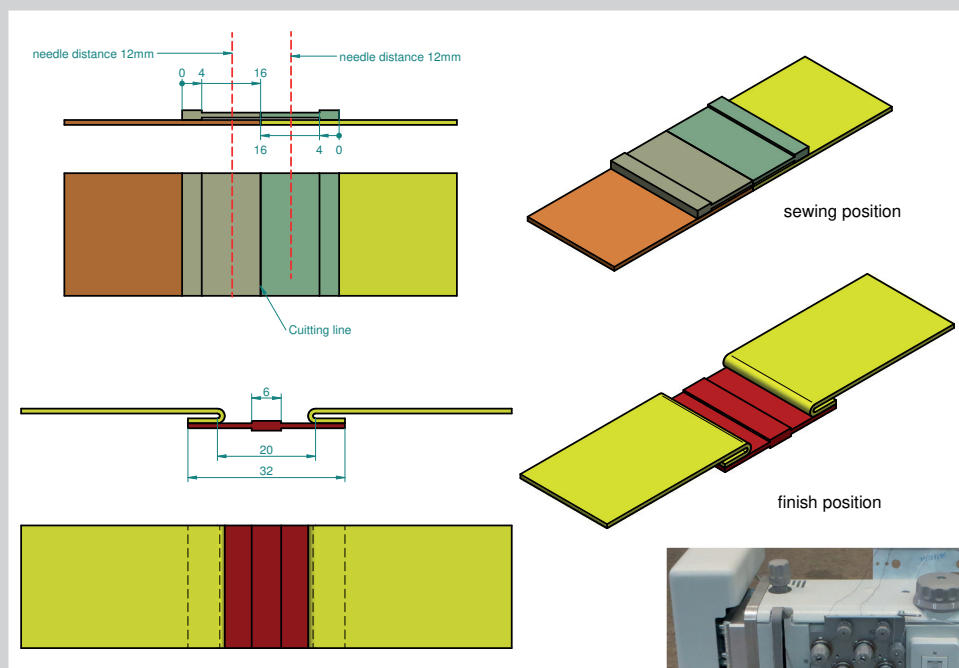 needle distance 12mm
needle distance 12mm
0 4 16
16 4 0
sewing position
Cuitting line
6
20
32
finish position